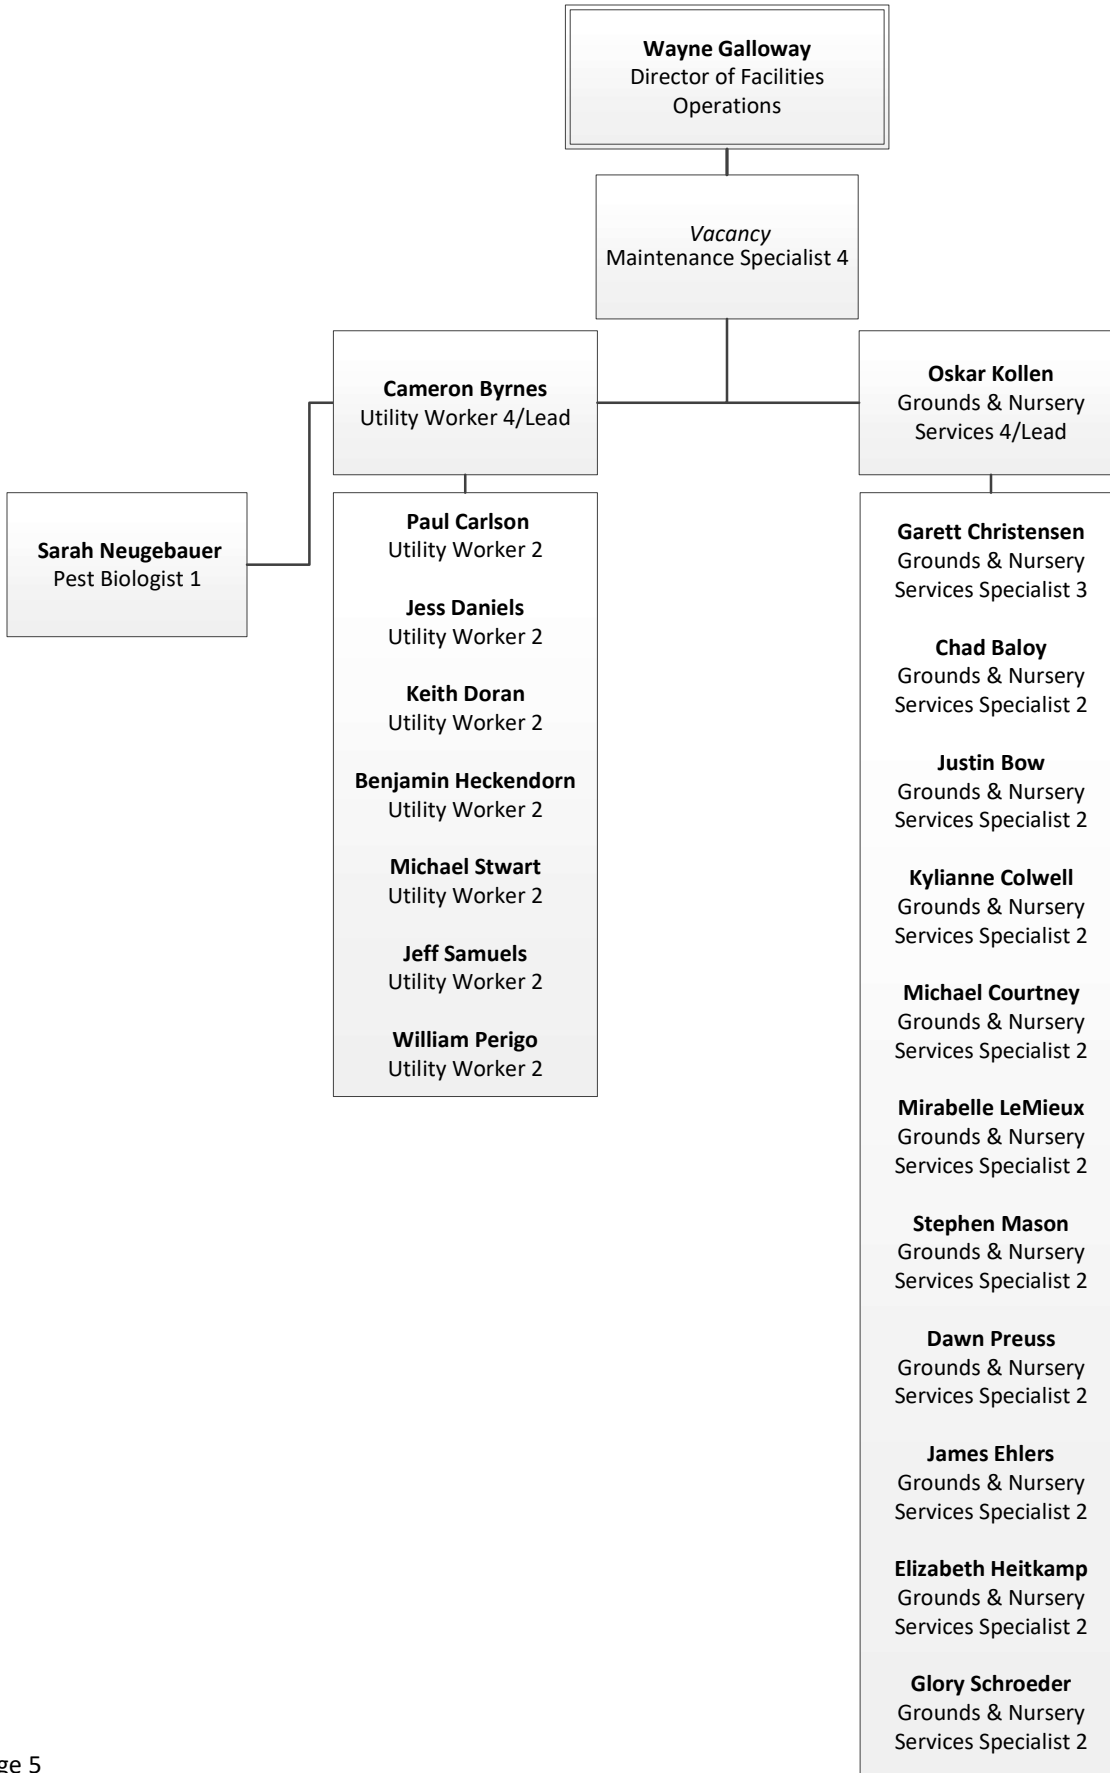 Wayne Galloway
Director of Facilities
Operations
Vacancy
Maintenance Specialist 4
Cameron Byrnes
Utility Worker 4/Lead
Oskar Kollen
Grounds & Nursery
Services 4/Lead
Sarah Neugebauer
Pest Biologist 1
Paul Carlson
Utility Worker 2
Jess Daniels
Utility Worker 2
Keith Doran
Utility Worker 2
Benjamin Heckendorn
Utility Worker 2
Michael Stwart
Utility Worker 2
Jeff Samuels
Utility Worker 2
William Perigo
Utility Worker 2
Garett Christensen
Grounds & Nursery
Services Specialist 3
Chad Baloy
Grounds & Nursery
Services Specialist 2
Justin Bow
Grounds & Nursery
Services Specialist 2
Kylianne Colwell
Grounds & Nursery
Services Specialist 2
Michael Courtney
Grounds & Nursery
Services Specialist 2
Mirabelle LeMieux
Grounds & Nursery
Services Specialist 2
Stephen Mason
Grounds & Nursery
Services Specialist 2
Dawn Preuss
Grounds & Nursery
Services Specialist 2
James Ehlers
Grounds & Nursery
Services Specialist 2
Elizabeth Heitkamp
Grounds & Nursery
Services Specialist 2
Glory Schroeder
Grounds & Nursery
Services Specialist 2
ge 5